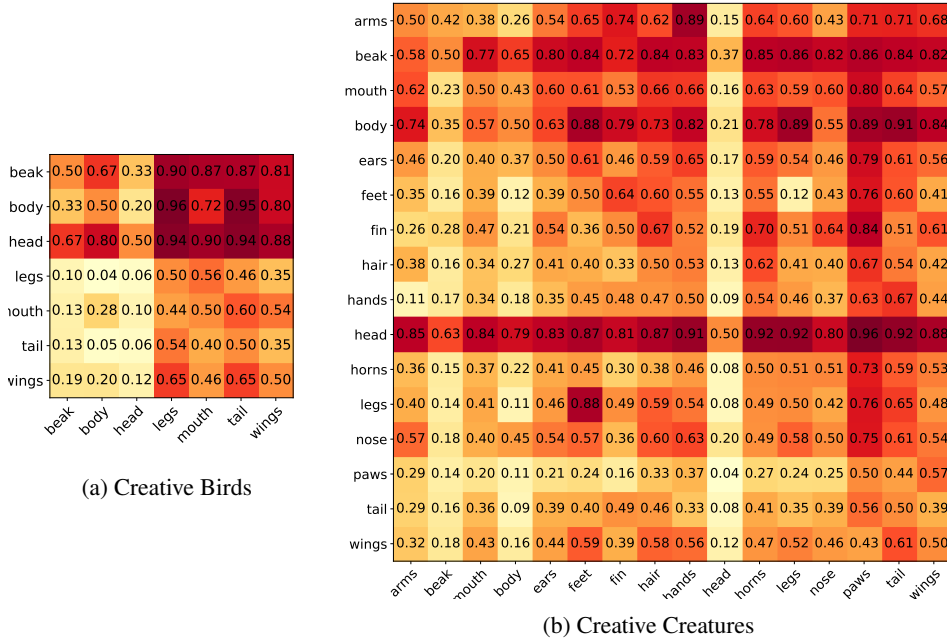 beak 0.50 0.67 0.33 0.90 0.87 0.87 0.81
body 0.33 0.50 0.20 0.96 0.72 0.95 0.80
head 0.67 0.80 0.50 0.94 0.90 0.94 0.88
legs 0.10 0.04 0.06 0.50 0.56 0.46 0.35
nouth 0.13 0.28 0.10 0.44 0.50 0.60 0.54
tail 0.13 0.05 0.06 0.54 0.40 0.50 0.35
wings 0.19 0.20 0.12 0.65 0.46 0.65 0.50
beak body head legs mouth tail wings
(a) Creative Birds
arms 0.50 0.42 0.38 0.26 0.54 0.65 0.74 0.62 0.89 0.15 0.64 0.60 0.43 0.71 0.71 0.68
beak 0.58 0.50 0.77 0.65 0.80 0.84 0.72 0.84 0.83 0.37 0.85 0.86 0.82 0.86 0.84 0.82
mouth 0.62 0.23 0.50 0.43 0.60 0.61 0.53 0.66 0.66 0.16 0.63 0.59 0.60 0.80 0.64 0.57
body 0.74 0.35 0.57 0.50 0.63 0.88 0.79 0.73 0.82 0.21 0.78 0.89 0.55 0.89 0.91 0.84
ears 0.46 0.20 0.40 0.37 0.50 0.61 0.46 0.59 0.65 0.17 0.59 0.54 0.46 0.79 0.61 0.56
feet 0.35 0.16 0.39 0.12 0.39 0.50 0.64 0.60 0.55 0.13 0.55 0.12 0.43 0.76 0.60 0.41
fin 0.26 0.28 0.47 0.21 0.54 0.36 0.50 0.67 0.52 0.19 0.70 0.51 0.64 0.84 0.51 0.61
hair 0.38 0.16 0.34 0.27 0.41 0.40 0.33 0.50 0.53 0.13 0.62 0.41 0.40 0.67 0.54 0.42
hands 0.11 0.17 0.34 0.18 0.35 0.45 0.48 0.47 0.50 0.09 0.54 0.46 0.37 0.63 0.67 0.44
head 0.85 0.63 0.84 0.79 0.83 0.87 0.81 0.87 0.91 0.50 0.92 0.92 0.80 0.96 0.92 0.88
horns 0.36 0.15 0.37 0.22 0.41 0.45 0.30 0.38 0.46 0.08 0.50 0.51 0.51 0.73 0.59 0.53
legs 0.40 0.14 0.41 0.11 0.46 0.88 0.49 0.59 0.54 0.08 0.49 0.50 0.42 0.76 0.65 0.48
nose 0.57 0.18 0.40 0.45 0.54 0.57 0.36 0.60 0.63 0.20 0.49 0.58 0.50 0.75 0.61 0.54
paws 0.29 0.14 0.20 0.11 0.21 0.24 0.16 0.33 0.37 0.04 0.27 0.24 0.25 0.50 0.44 0.57
tail 0.29 0.16 0.36 0.09 0.39 0.40 0.49 0.46 0.33 0.08 0.41 0.35 0.39 0.56 0.50 0.39
wings 0.32 0.18 0.43 0.16 0.44 0.59 0.39 0.58 0.56 0.12 0.47 0.52 0.46 0.43 0.61 0.50
arms beak mouth body ears feet fin hair hands head horns legs nose paws tail wings
(b) Creative Creatures